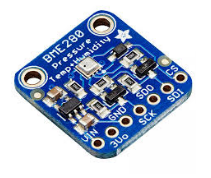 BME280
Pressure
Temp+Humidity
VIN
3Vo
GND
SCK
SDO
SDI
CS